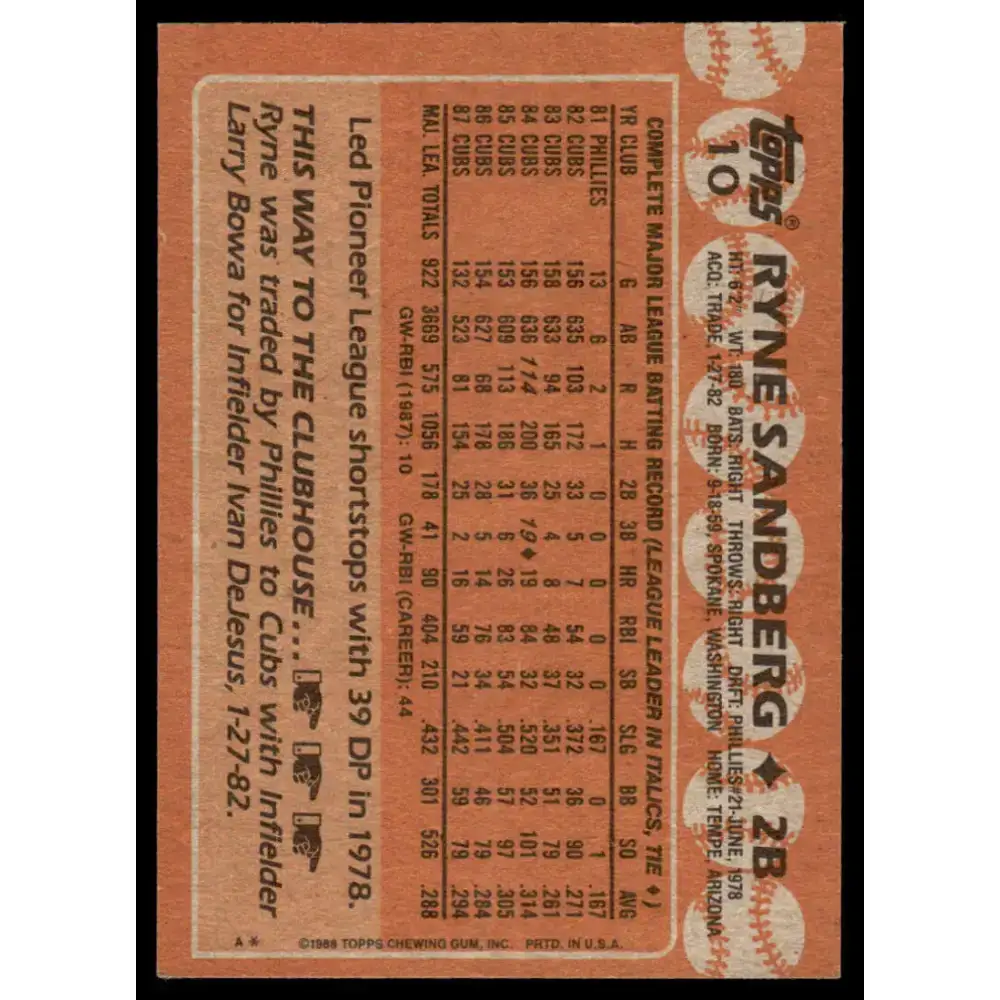 topps®
10
RYNE SANDBERG ♦ 2B
HT: 6'2" WT: 180 BATS: RIGHT THROWS: RIGHT DRFT: PHILLIES#21-JUNE, 1978
ACQ: TRADE, 1-27-82 BORN: 9-18-59, SPOKANE, WASHINGTON HOME: TEMPE, ARIZONA
COMPLETE MAJOR LEAGUE BATTING RECORD (LEAGUE LEADER IN ITALICS, TIE ♦)
YR CLUB G AB R H 2B 3B HR RBI SB SLG BB SO AVG
81 PHILLIES 13 6 2 1 0 0 0 0 0 .167 0 1 .167
82 CUBS 156 635 103 172 33 5 7 54 32 .372 36 90 .271
83 CUBS 158 633 94 165 25 4 8 48 37 .351 51 79 .261
84 CUBS 156 636 114 200 36 19♦ 19 84 32 .520 52 101 .314
85 CUBS 153 609 113 186 31 6 26 83 54 .504 57 97 .305
86 CUBS 154 627 68 178 28 5 14 76 34 .411 46 79 .284
87 CUBS 132 523 81 154 25 2 16 59 21 .442 59 79 .294
MAJ. LEA. TOTALS 922 3669 575 1056 178 41 90 404 210 .432 301 526 .288
GW-RBI (1987): 10 GW-RBI (CAREER): 44
Led Pioneer League shortstops with 39 DP in 1978.
THIS WAY TO THE CLUBHOUSE...
Ryne was traded by Phillies to Cubs with Infielder
Larry Bowa for Infielder Ivan DeJesus, 1-27-82.
©1988 TOPPS CHEWING GUM, INC. PRTD. IN U.S.A.
A *